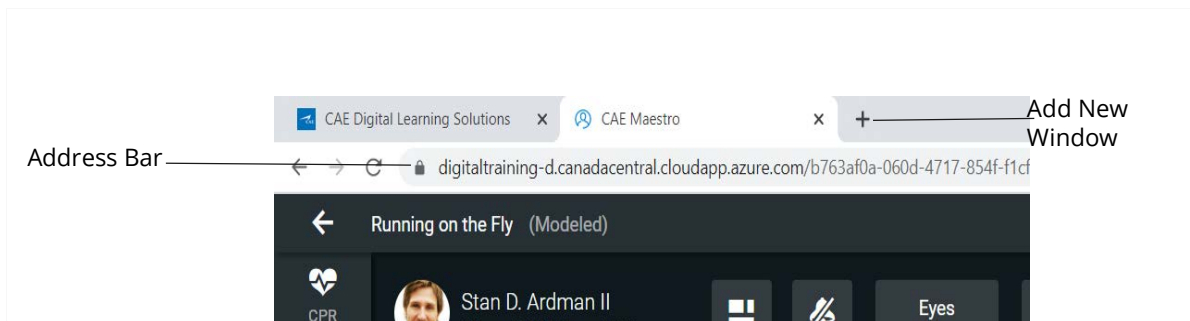 CAE Digital Learning Solutions
CAE Maestro
Add New
Window
Address Bar
digitaltraining-d.canadacentral.cloudapp.azure.com/b763af0a-060d-4717-854f-f1cf
Running on the Fly (Modeled)
CPR
Stan D. Ardman II
Eyes